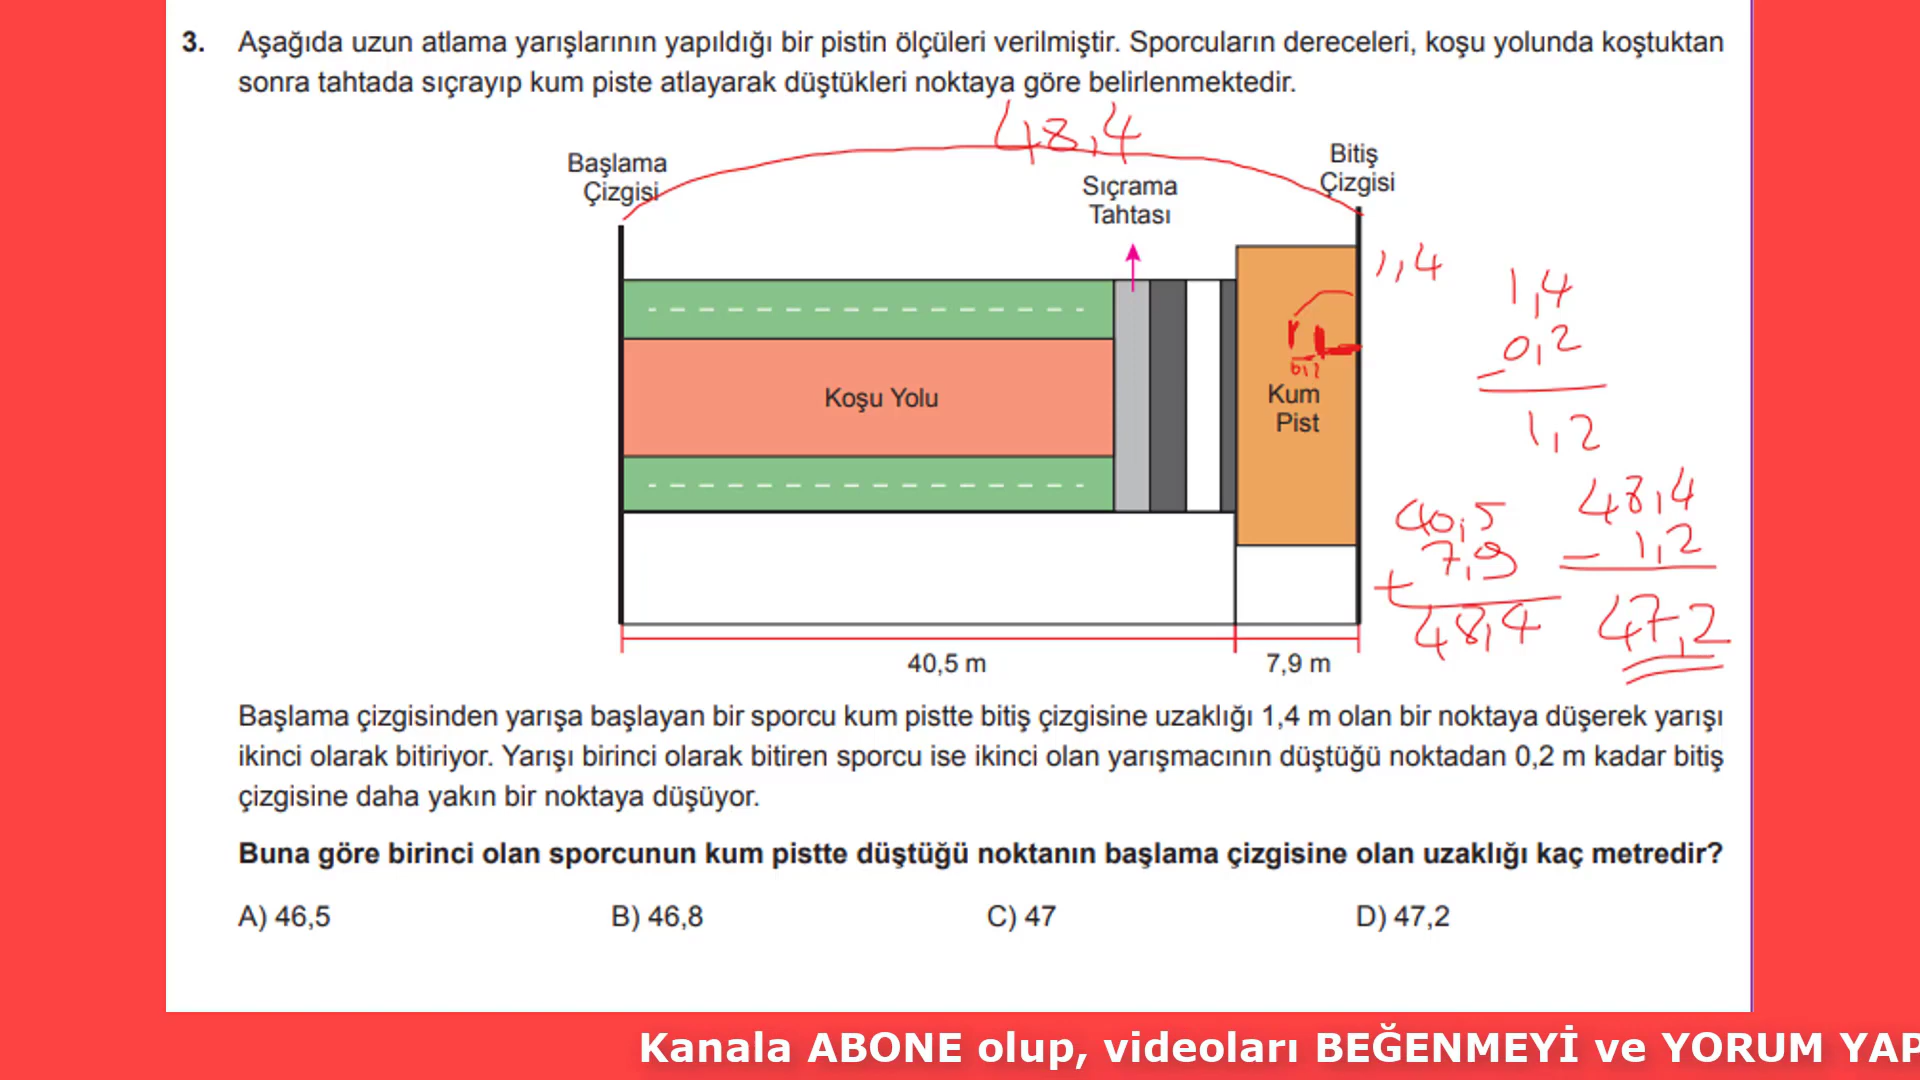 3. Aşağıda uzun atlama yarışlarının yapıldığı bir pistin ölçüleri verilmiştir. Sporcuların dereceleri, koşu yolunda koştuktan
sonra tahtada sıçrayıp kum piste atlayarak düştükleri noktaya göre belirlenmektedir.
48,4
Başlama
Çizgisi
Sıçrama
Tahtası
Bitiş
Çizgisi
1,4
1,4
0,2
1,2
0,2
Koşu Yolu
Kum
Pist
40,5
+ 7,9
48,4
48,4
- 1,2
47,2
40,5 m
7,9 m
Başlama çizgisinden yarışa başlayan bir sporcu kum pistte bitiş çizgisine uzaklığı 1,4 m olan bir noktaya düşerek yarışı
ikinci olarak bitiriyor. Yarışı birinci olarak bitiren sporcu ise ikinci olan yarışmacının düştüğü noktadan 0,2 m kadar bitiş
çizgisine daha yakın bir noktaya düşüyor.
Buna göre birinci olan sporcunun kum pistte düştüğü noktanın başlama çizgisine olan uzaklığı kaç metredir?
A) 46,5
B) 46,8
C) 47
D) 47,2
Kanala ABONE olup, videoları BEĞENMEYİ ve YORUM YAP